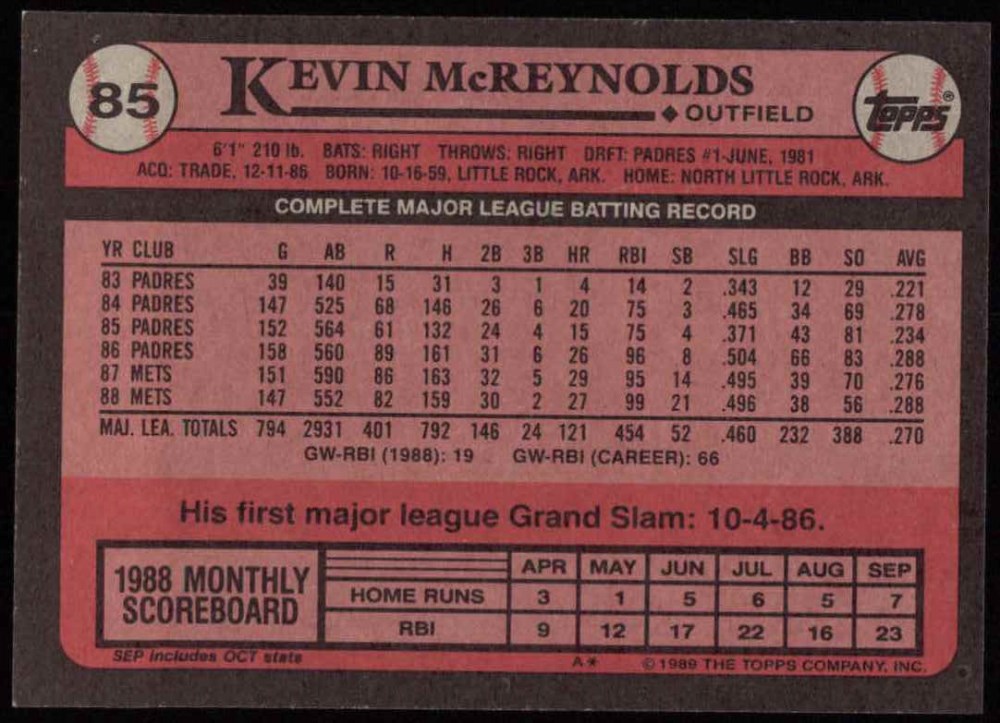 85
KEVIN McREYNOLDS
◆ OUTFIELD
Topps®
6'1" 210 lb. BATS: RIGHT THROWS: RIGHT DRFT: PADRES #1-JUNE, 1981
ACQ: TRADE, 12-11-86 BORN: 10-16-59, LITTLE ROCK, ARK. HOME: NORTH LITTLE ROCK, ARK.
COMPLETE MAJOR LEAGUE BATTING RECORD
YR CLUB G AB R H 2B 3B HR RBI SB SLG BB SO AVG
83 PADRES 39 140 15 31 3 1 4 14 2 .343 12 29 .221
84 PADRES 147 525 68 146 26 6 20 75 3 .465 34 69 .278
85 PADRES 152 564 61 132 24 4 15 75 4 .371 43 81 .234
86 PADRES 158 560 89 161 31 6 26 96 8 .504 66 83 .288
87 METS 151 590 86 163 32 5 29 95 14 .495 39 70 .276
88 METS 147 552 82 159 30 2 27 99 21 .496 38 56 .288
MAJ. LEA. TOTALS 794 2931 401 792 146 24 121 454 52 .460 232 388 .270
GW-RBI (1988): 19 GW-RBI (CAREER): 66
His first major league Grand Slam: 10-4-86.
1988 MONTHLY
SCOREBOARD
APR MAY JUN JUL AUG SEP
HOME RUNS 3 1 5 6 5 7
RBI 9 12 17 22 16 23
SEP includes OCT stats
A* © 1989 THE TOPPS COMPANY, INC.